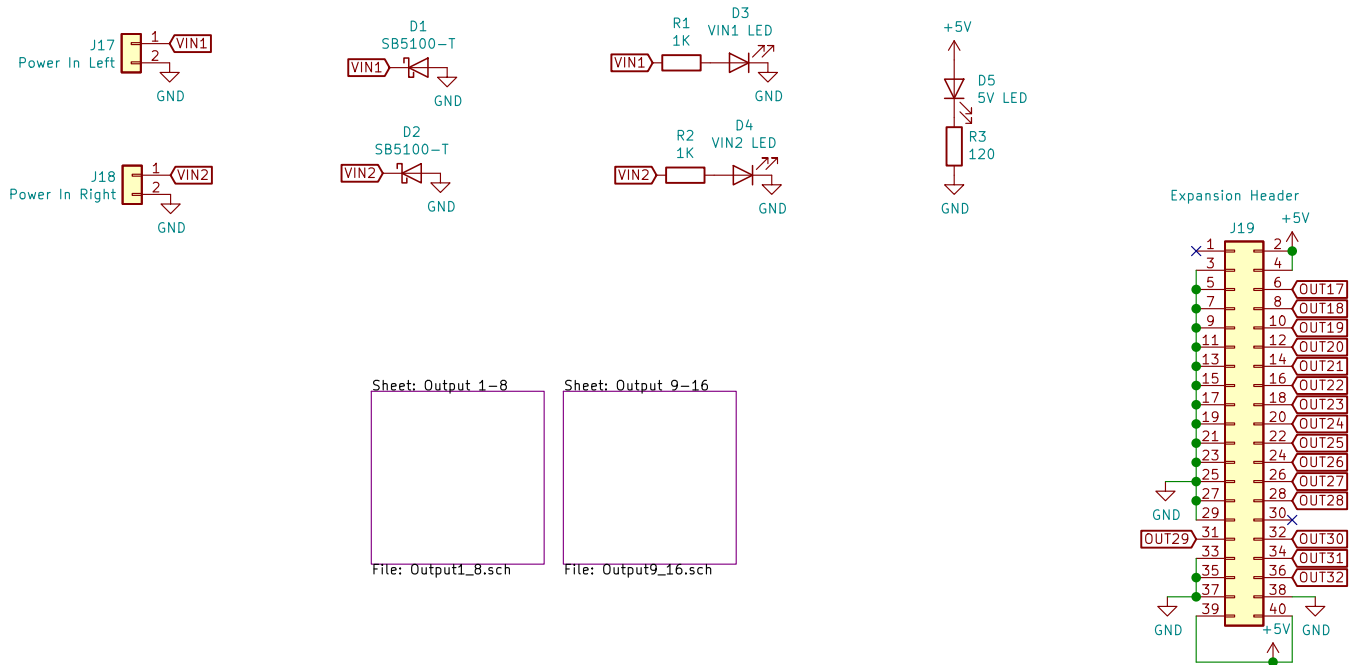 J17
Power In Left
1
2
VIN1
GND
J18
Power In Right
1
2
VIN2
GND
D1
SB5100-T
VIN1
GND
D2
SB5100-T
VIN2
GND
R1
1K
D3
VIN1 LED
VIN1
GND
R2
1K
D4
VIN2 LED
VIN2
GND
+5V
D5
5V LED
R3
120
GND
Sheet: Output 1-8
File: Output1_8.sch
Sheet: Output 9-16
File: Output9_16.sch
Expansion Header
J19
+5V
1 2
3 4
5 6 OUT17
7 8 OUT18
9 10 OUT19
11 12 OUT20
13 14 OUT21
15 16 OUT22
17 18 OUT23
19 20 OUT24
21 22 OUT25
23 24 OUT26
25 26 OUT27
27 28 OUT28
GND
29 30
OUT29 31 32 OUT30
33 34 OUT31
35 36 OUT32
37 38
39 40
GND
+5V
GND